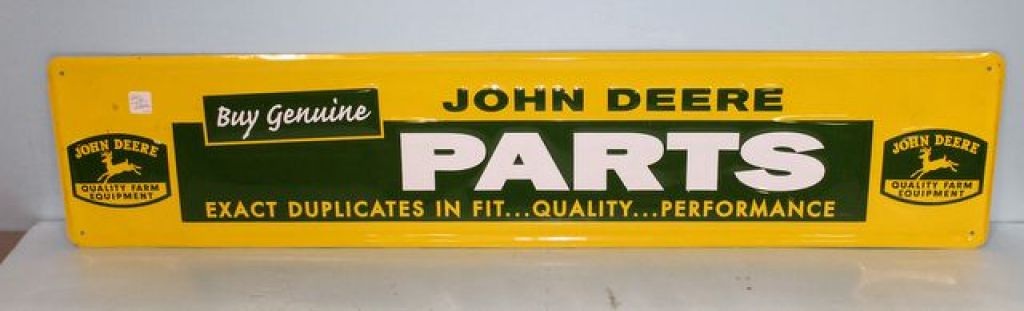 Buy Genuine
JOHN DEERE
PARTS
EXACT DUPLICATES IN FIT...QUALITY...PERFORMANCE
JOHN DEERE
QUALITY FARM
EQUIPMENT
JOHN DEERE
QUALITY FARM
EQUIPMENT